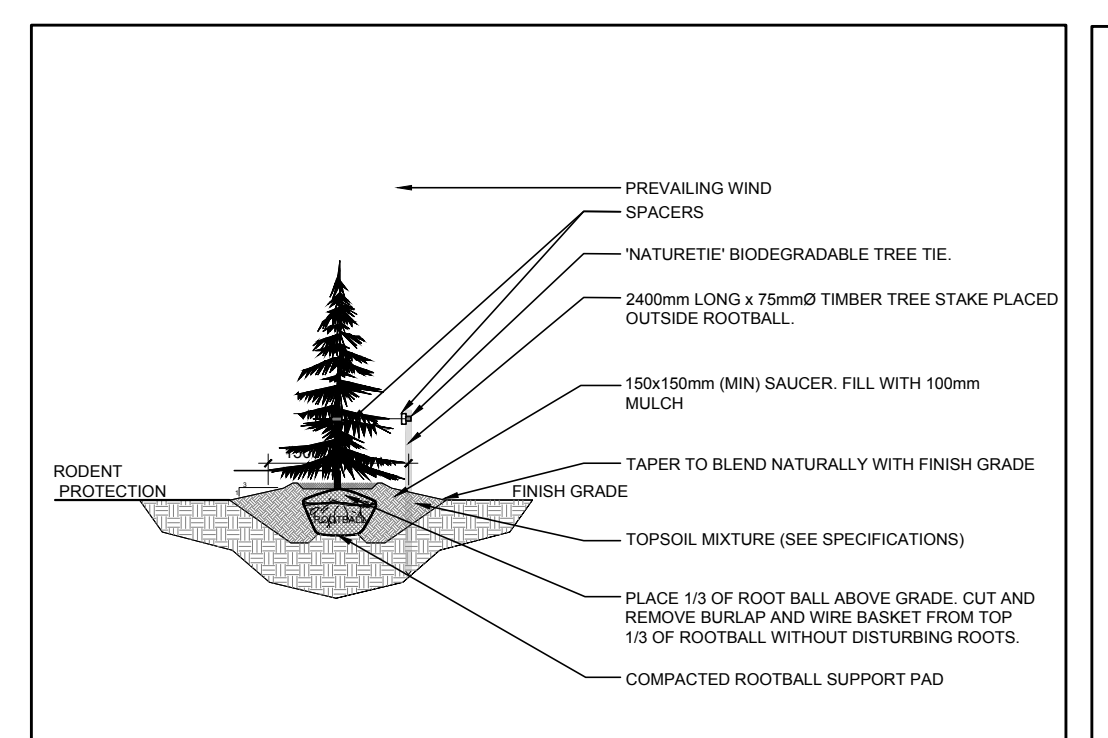 PREVAILING WIND
SPACERS
'NATURETIE' BIODEGRADABLE TREE TIE.
2400mm LONG x 75mmØ TIMBER TREE STAKE PLACED
OUTSIDE ROOTBALL.
150x150mm (MIN) SAUCER. FILL WITH 100mm
MULCH
TAPER TO BLEND NATURALLY WITH FINISH GRADE
RODENT
PROTECTION
3
FINISH GRADE
ROOTBALL
TOPSOIL MIXTURE (SEE SPECIFICATIONS)
PLACE 1/3 OF ROOT BALL ABOVE GRADE. CUT AND
REMOVE BURLAP AND WIRE BASKET FROM TOP
1/3 OF ROOTBALL WITHOUT DISTURBING ROOTS.
COMPACTED ROOTBALL SUPPORT PAD